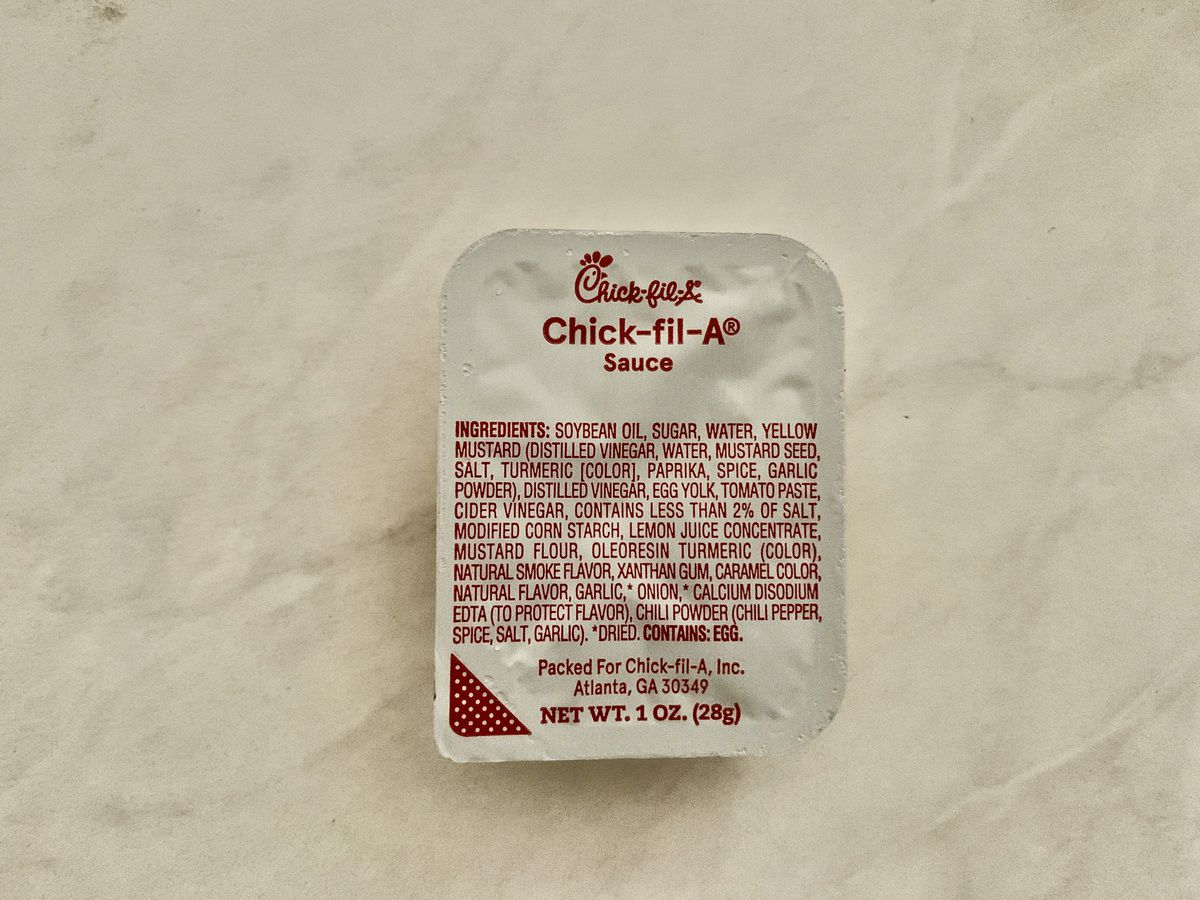 Chick-fil-A
Chick-fil-A®
Sauce
INGREDIENTS: SOYBEAN OIL, SUGAR, WATER, YELLOW
MUSTARD (DISTILLED VINEGAR, WATER, MUSTARD SEED,
SALT, TURMERIC [COLOR], PAPRIKA, SPICE, GARLIC
POWDER), DISTILLED VINEGAR, EGG YOLK, TOMATO PASTE,
CIDER VINEGAR, CONTAINS LESS THAN 2% OF SALT,
MODIFIED CORN STARCH, LEMON JUICE CONCENTRATE,
MUSTARD FLOUR, OLEORESIN TURMERIC (COLOR),
NATURAL SMOKE FLAVOR, XANTHAN GUM, CARAMEL COLOR,
NATURAL FLAVOR, GARLIC,* ONION,* CALCIUM DISODIUM
EDTA (TO PROTECT FLAVOR), CHILI POWDER (CHILI PEPPER,
SPICE, SALT, GARLIC). *DRIED. CONTAINS: EGG.
Packed For Chick-fil-A, Inc.
Atlanta, GA 30349
NET WT. 1 OZ. (28g)